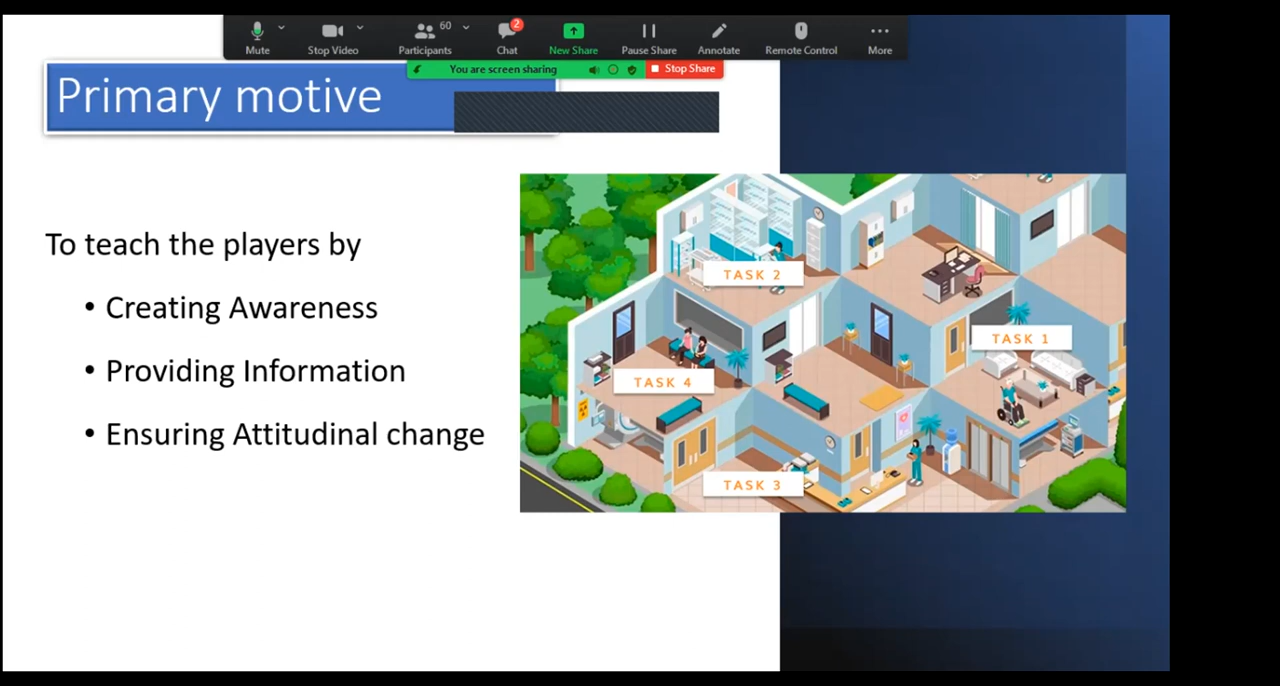 60
2
Mute
Stop Video
Participants
Chat
New Share
Pause Share
Annotate
Remote Control
More
You are screen sharing
Stop Share
Primary motive
To teach the players by
• Creating Awareness
• Providing Information
• Ensuring Attitudinal change
TASK 2
TASK 1
TASK 4
TASK 3